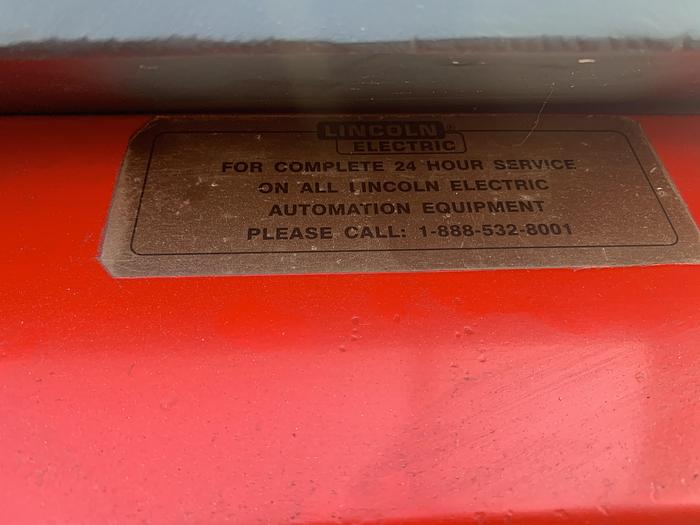 LINCOLN
ELECTRIC
FOR COMPLETE 24 HOUR SERVICE
ON ALL LINCOLN ELECTRIC
AUTOMATION EQUIPMENT
PLEASE CALL: 1-888-532-8001